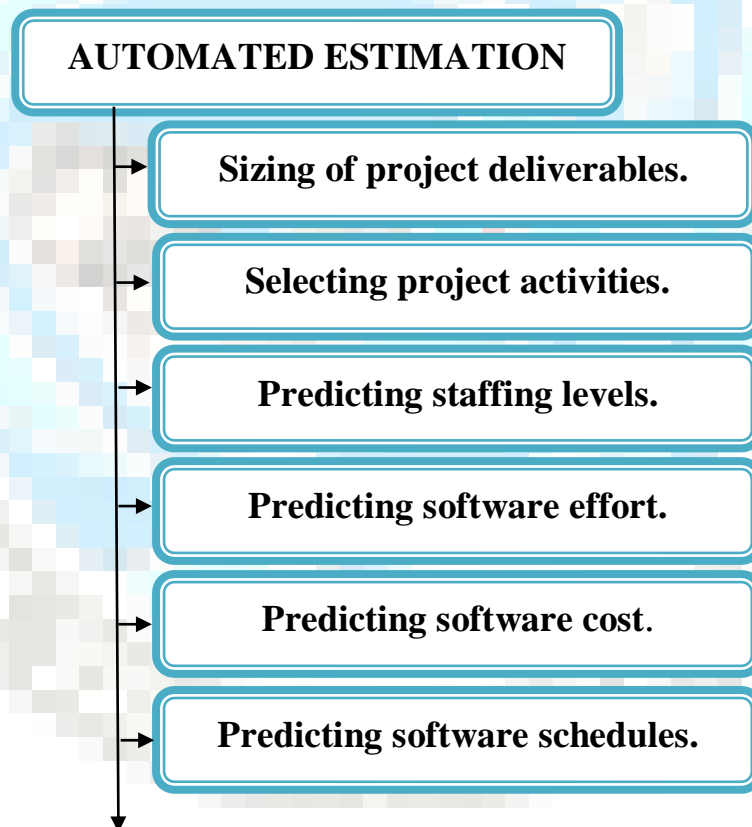 AUTOMATED ESTIMATION
Sizing of project deliverables.
Selecting project activities.
Predicting staffing levels.
Predicting software effort.
Predicting software cost.
Predicting software schedules.